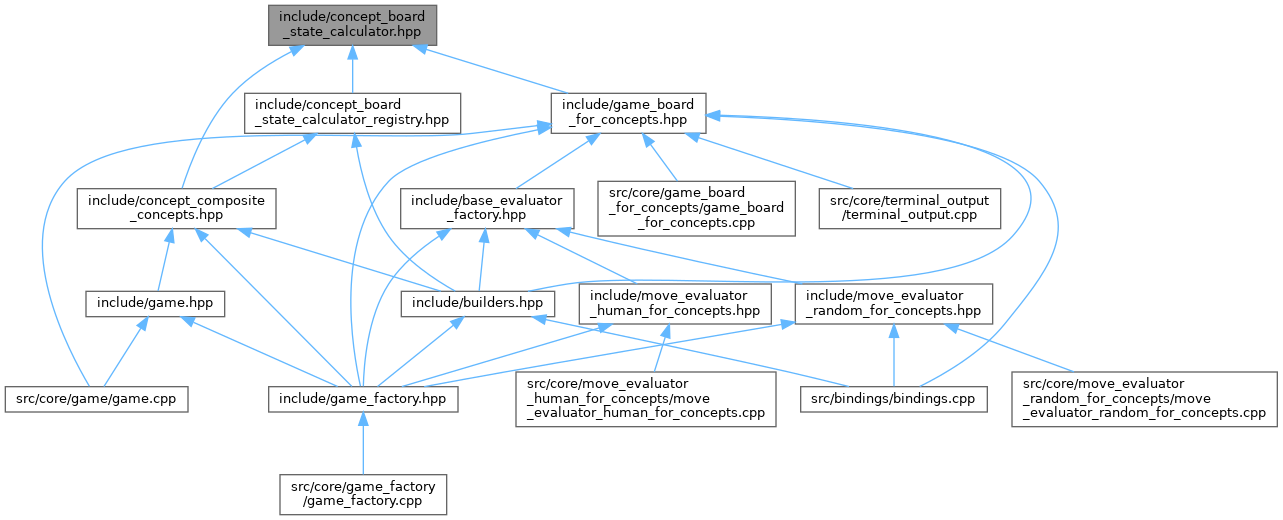 include/concept_board
_state_calculator.hpp
include/concept_board
_state_calculator_registry.hpp
include/game_board
_for_concepts.hpp
include/concept_composite
_concepts.hpp
include/base_evaluator
_factory.hpp
src/core/game_board
_for_concepts/game_board
_for_concepts.cpp
src/core/terminal_output
/terminal_output.cpp
include/game.hpp
include/builders.hpp
include/move_evaluator
_human_for_concepts.hpp
include/move_evaluator
_random_for_concepts.hpp
src/core/game/game.cpp
include/game_factory.hpp
src/core/move_evaluator
_human_for_concepts/move
_evaluator_human_for_concepts.cpp
src/bindings/bindings.cpp
src/core/move_evaluator
_random_for_concepts/move
_evaluator_random_for_concepts.cpp
src/core/game_factory
/game_factory.cpp